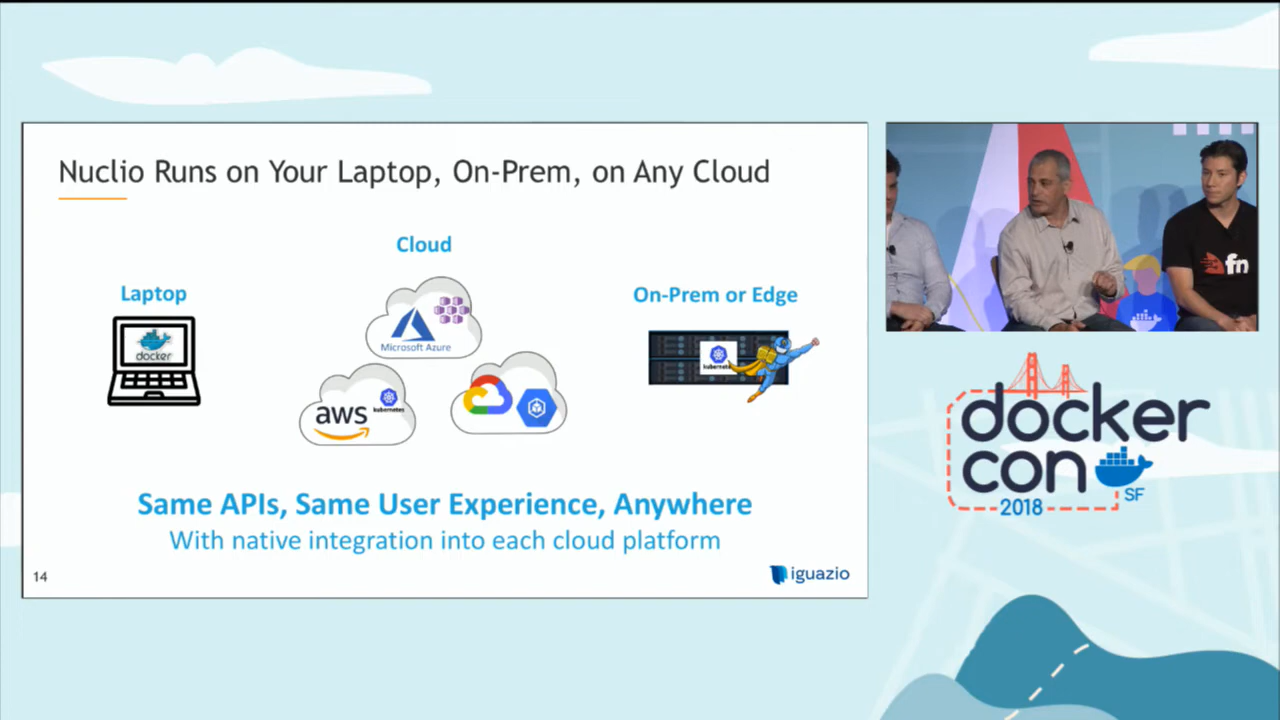 Nuclio Runs on Your Laptop, On-Prem, on Any Cloud
Cloud
Laptop
On-Prem or Edge
docker
Microsoft Azure
aws
kubernetes
kubernetes
Same APIs, Same User Experience, Anywhere
With native integration into each cloud platform
14
iguazio
fn
docker
con
2018
SF